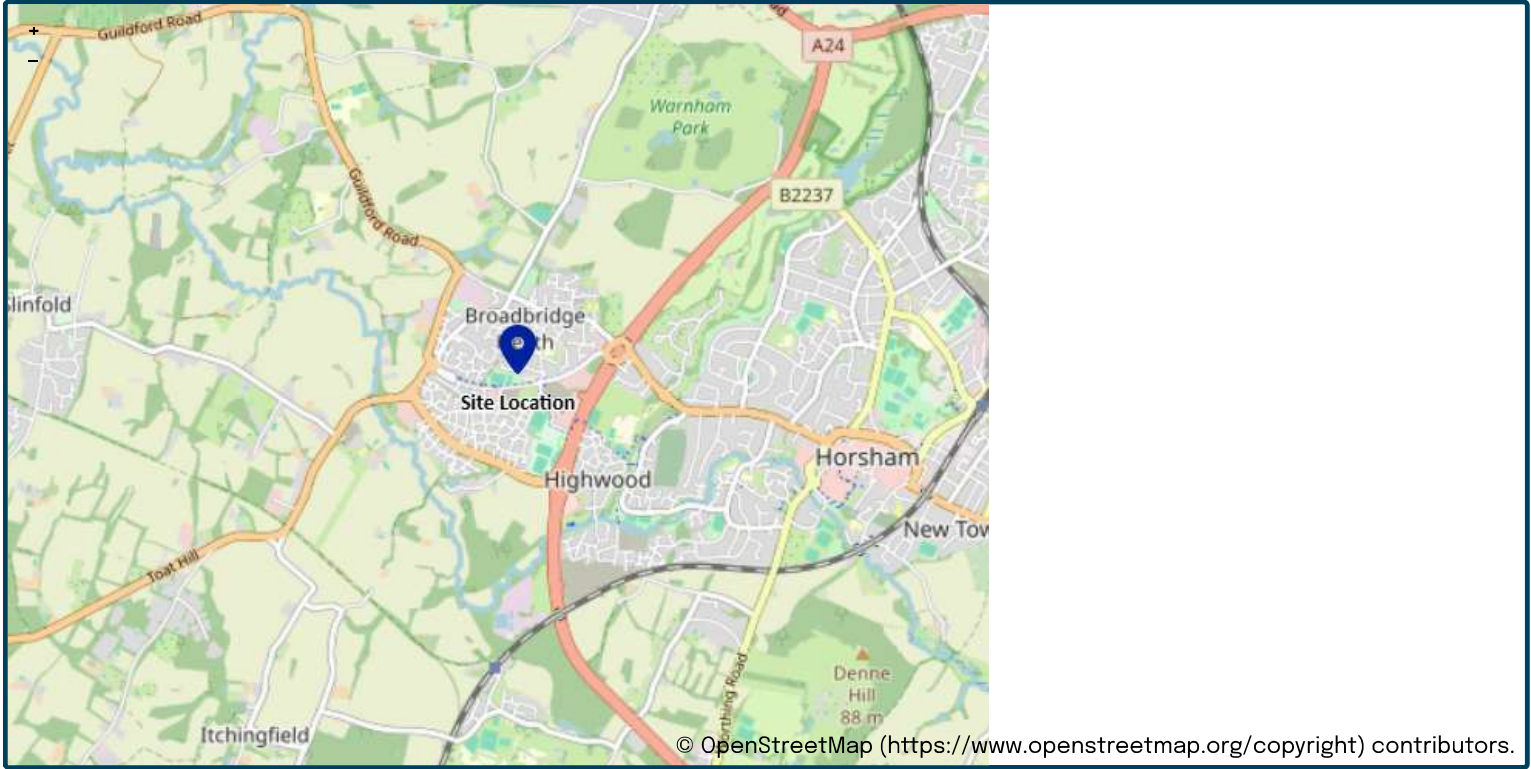 Guildford Road
+
−
A24
Warnham
Park
B2237
Guildford Road
Slinfold
Broadbridge
Site Location
Horsham
Highwood
New Tow
Toat Hill
Denne
Hill
88 m
Worthing Road
Itchingfield
© OpenStreetMap (https://www.openstreetmap.org/copyright) contributors.